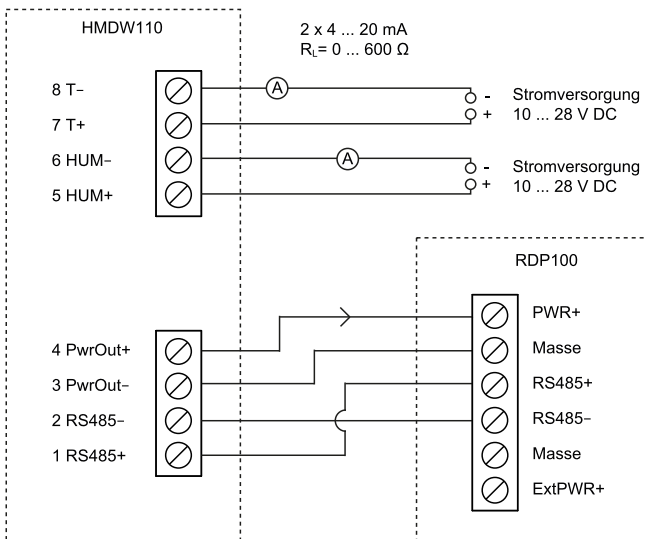 HMDW110
2 x 4 ... 20 mA
RL= 0 ... 600 Ω
8 T–
A
7 T+
- Stromversorgung
+ 10 ... 28 V DC
6 HUM–
A
5 HUM+
- Stromversorgung
+ 10 ... 28 V DC
RDP100
4 PwrOut+
3 PwrOut–
2 RS485–
1 RS485+
PWR+
Masse
RS485+
RS485–
Masse
ExtPWR+